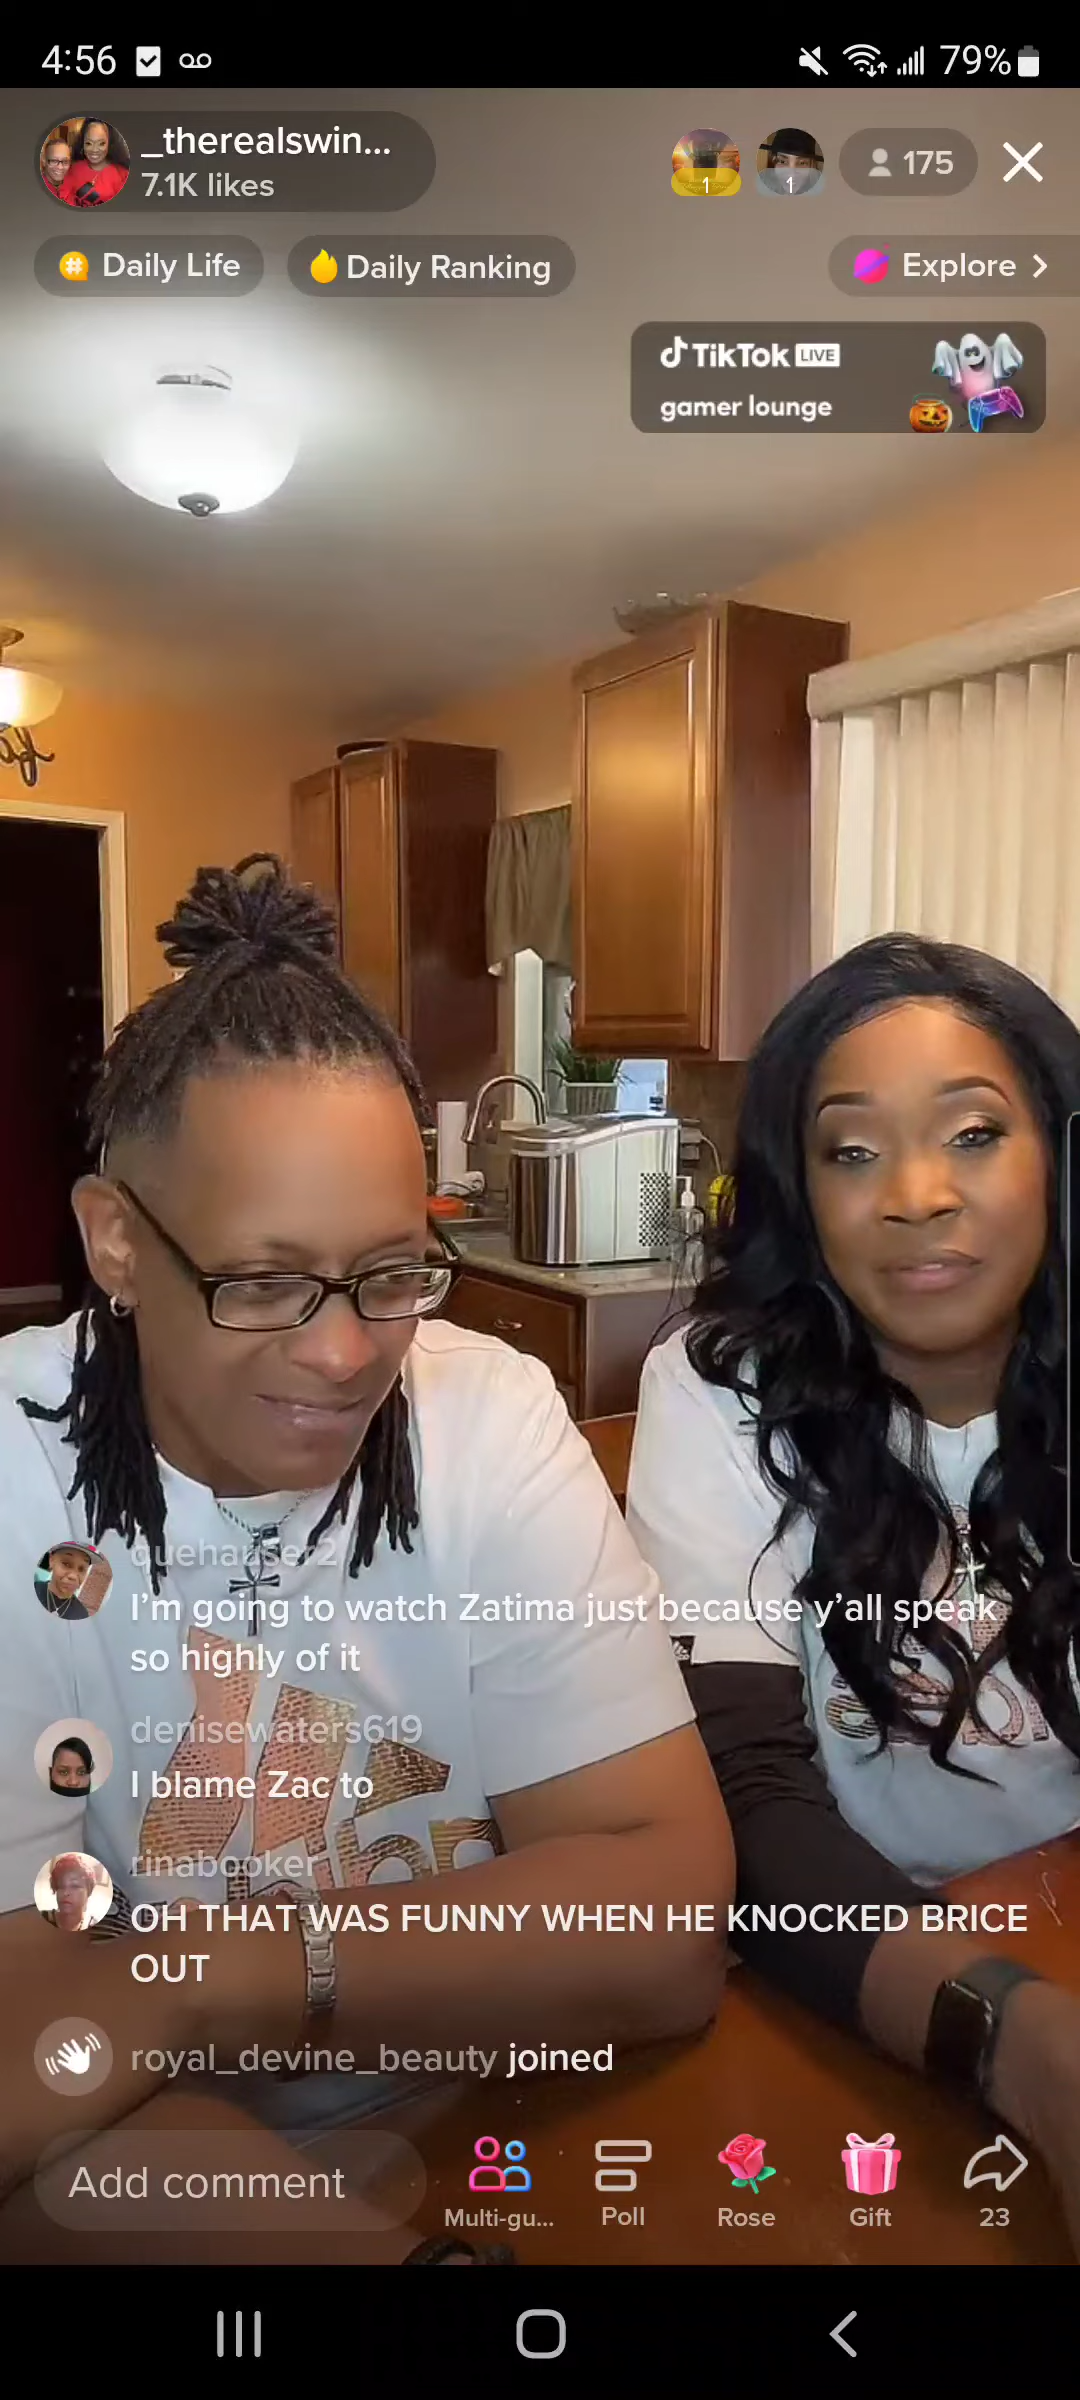 4:56
79%
_therealswin...
7.1K likes
1
1
175
Daily Life
Daily Ranking
Explore
TikTok LIVE
gamer lounge
quehauser2
I'm going to watch Zatima just because y'all speak
so highly of it
denisewaters619
I blame Zac to
rinabooker
OH THAT WAS FUNNY WHEN HE KNOCKED BRICE
OUT
royal_devine_beauty joined
Add comment
Multi-gu...
Poll
Rose
Gift
23